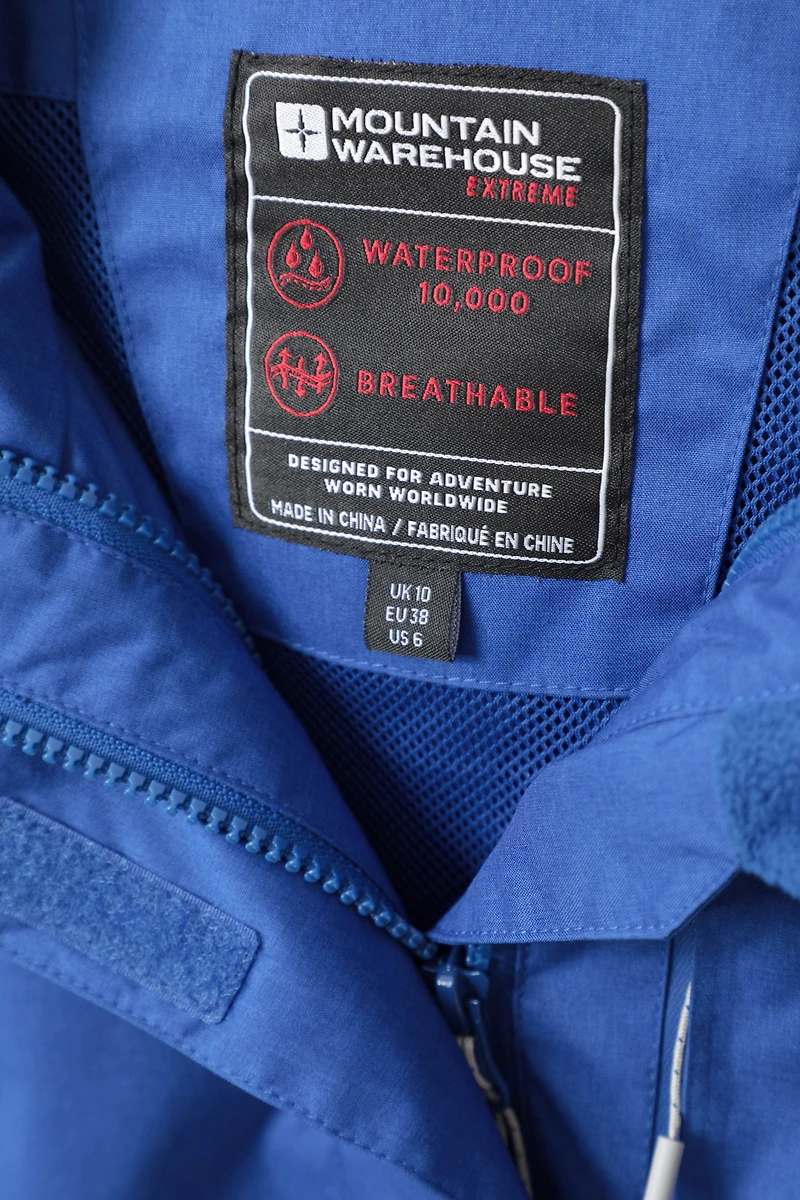 MOUNTAIN
WAREHOUSE
EXTREME
WATERPROOF
10,000
BREATHABLE
DESIGNED FOR ADVENTURE
WORN WORLDWIDE
MADE IN CHINA / FABRIQUÉ EN CHINE
UK 10
EU 38
US 6